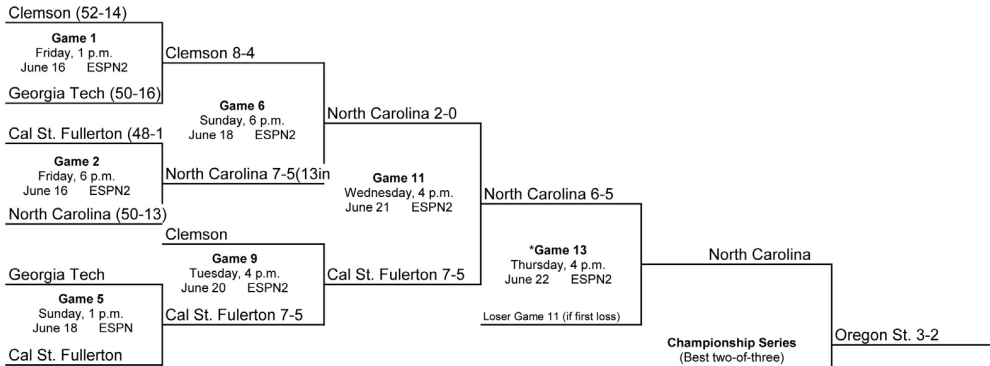 Clemson (52-14)
Game 1
Friday, 1 p.m.
June 16 ESPN2
Georgia Tech (50-16)
Clemson 8-4
Cal St. Fullerton (48-1
Game 2
Friday, 6 p.m.
June 16 ESPN2
North Carolina (50-13)
Game 6
Sunday, 6 p.m.
June 18 ESPN2
North Carolina 7-5(13in
North Carolina 2-0
Clemson
Georgia Tech
Game 5
Sunday, 1 p.m.
June 18 ESPN
Cal St. Fullerton
Game 9
Tuesday, 4 p.m.
June 20 ESPN2
Cal St. Fulerton 7-5
Game 11
Wednesday, 4 p.m.
June 21 ESPN2
Cal St. Fulerton 7-5
North Carolina 6-5
*Game 13
Thursday, 4 p.m.
June 22 ESPN2
Loser Game 11 (if first loss)
North Carolina
Championship Series
(Best two-of-three)
Oregon St. 3-2